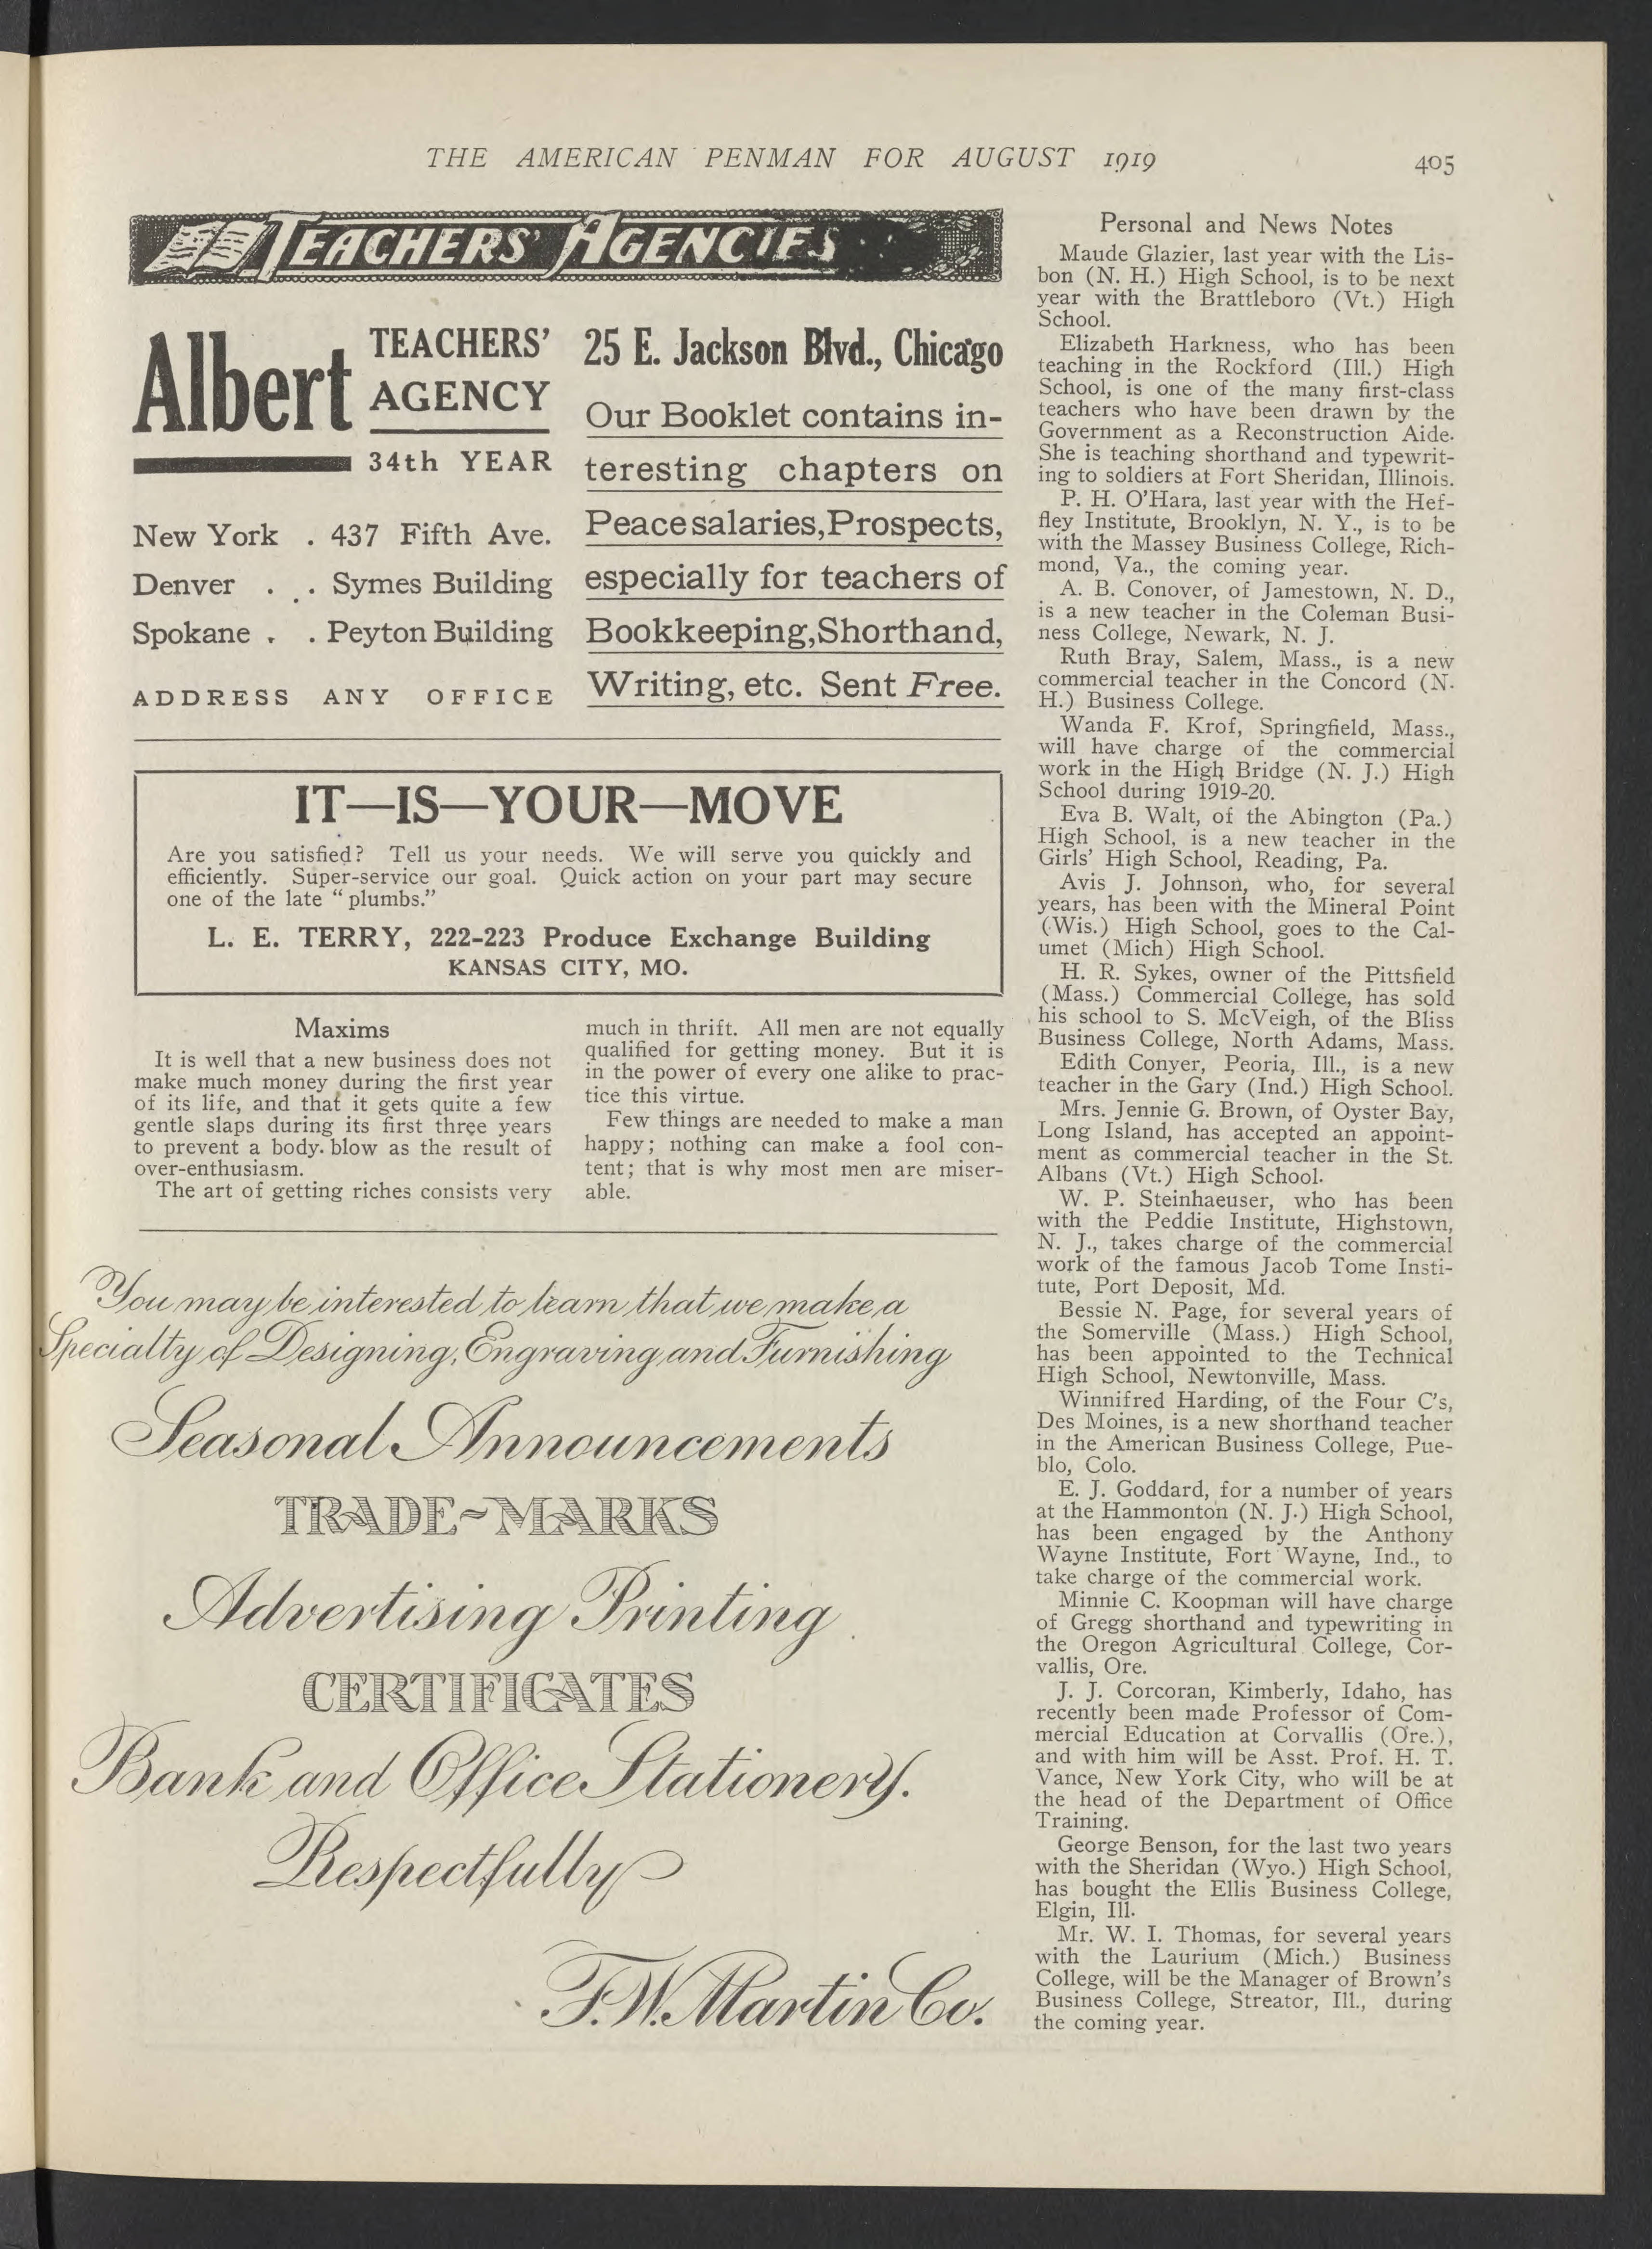 THE AMERICAN PENMAN FOR AUGUST 1919
405
TEACHERS' AGENCIES
Albert
TEACHERS'
AGENCY
34th YEAR
New York . 437 Fifth Ave.
Denver . . Symes Building
Spokane . . Peyton Building
ADDRESS ANY OFFICE
25 E. Jackson Blvd., Chicago
Our Booklet contains in-
teresting chapters on
Peace salaries, Prospects,
especially for teachers of
Bookkeeping, Shorthand,
Writing, etc. Sent Free.
IT—IS—YOUR—MOVE
Are you satisfied? Tell us your needs. We will serve you quickly and
efficiently. Super-service our goal. Quick action on your part may secure
one of the late "plumbs."
L. E. TERRY, 222-223 Produce Exchange Building
KANSAS CITY, MO.
Maxims
It is well that a new business does not
make much money during the first year
of its life, and that it gets quite a few
gentle slaps during its first three years
to prevent a body. blow as the result of
over-enthusiasm.
The art of getting riches consists very
much in thrift. All men are not equally
qualified for getting money. But it is
in the power of every one alike to prac-
tice this virtue.
Few things are needed to make a man
happy; nothing can make a fool con-
tent; that is why most men are miser-
able.
You may be interested to learn that we make a
Specialty of Designing, Engraving and Furnishing
Seasonal Announcements
TRADE-MARKS
Advertising Printing
CERTIFICATES
Bank and Office Stationery.
Respectfully
F.W. Martin Co.
Personal and News Notes
Maude Glazier, last year with the Lis-
bon (N. H.) High School, is to be next
year with the Brattleboro (Vt.) High
School.
Elizabeth Harkness, who has been
teaching in the Rockford (Ill.) High
School, is one of the many first-class
teachers who have been drawn by the
Government as a Reconstruction Aide.
She is teaching shorthand and typewrit-
ing to soldiers at Fort Sheridan, Illinois.
P. H. O'Hara, last year with the Hef-
fley Institute, Brooklyn, N. Y., is to be
with the Massey Business College, Rich-
mond, Va., the coming year.
A. B. Conover, of Jamestown, N. D.,
is a new teacher in the Coleman Busi-
ness College, Newark, N. J.
Ruth Bray, Salem, Mass., is a new
commercial teacher in the Concord (N.
H.) Business College.
Wanda F. Krof, Springfield, Mass.,
will have charge of the commercial
work in the High Bridge (N. J.) High
School during 1919-20.
Eva B. Walt, of the Abington (Pa.)
High School, is a new teacher in the
Girls' High School, Reading, Pa.
Avis J. Johnson, who, for several
years, has been with the Mineral Point
(Wis.) High School, goes to the Cal-
umet (Mich) High School.
H. R. Sykes, owner of the Pittsfield
(Mass.) Commercial College, has sold
his school to S. McVeigh, of the Bliss
Business College, North Adams, Mass.
Edith Conyer, Peoria, Ill., is a new
teacher in the Gary (Ind.) High School.
Mrs. Jennie G. Brown, of Oyster Bay,
Long Island, has accepted an appoint-
ment as commercial teacher in the St.
Albans (Vt.) High School.
W. P. Steinhaeuser, who has been
with the Peddie Institute, Highstown,
N. J., takes charge of the commercial
work of the famous Jacob Tome Insti-
tute, Port Deposit, Md.
Bessie N. Page, for several years of
the Somerville (Mass.) High School,
has been appointed to the Technical
High School, Newtonville, Mass.
Winnifred Harding, of the Four C's,
Des Moines, is a new shorthand teacher
in the American Business College, Pue-
blo, Colo.
E. J. Goddard, for a number of years
at the Hammonton (N. J.) High School,
has been engaged by the Anthony
Wayne Institute, Fort Wayne, Ind., to
take charge of the commercial work.
Minnie C. Koopman will have charge
of Gregg shorthand and typewriting in
the Oregon Agricultural College, Cor-
vallis, Ore.
J. J. Corcoran, Kimberly, Idaho, has
recently been made Professor of Com-
mercial Education at Corvallis (Ore.),
and with him will be Asst. Prof. H. T.
Vance, New York City, who will be at
the head of the Department of Office
Training.
George Benson, for the last two years
with the Sheridan (Wyo.) High School,
has bought the Ellis Business College,
Elgin, Ill.
Mr. W. I. Thomas, for several years
with the Laurium (Mich.) Business
College, will be the Manager of Brown's
Business College, Streator, Ill., during
the coming year.